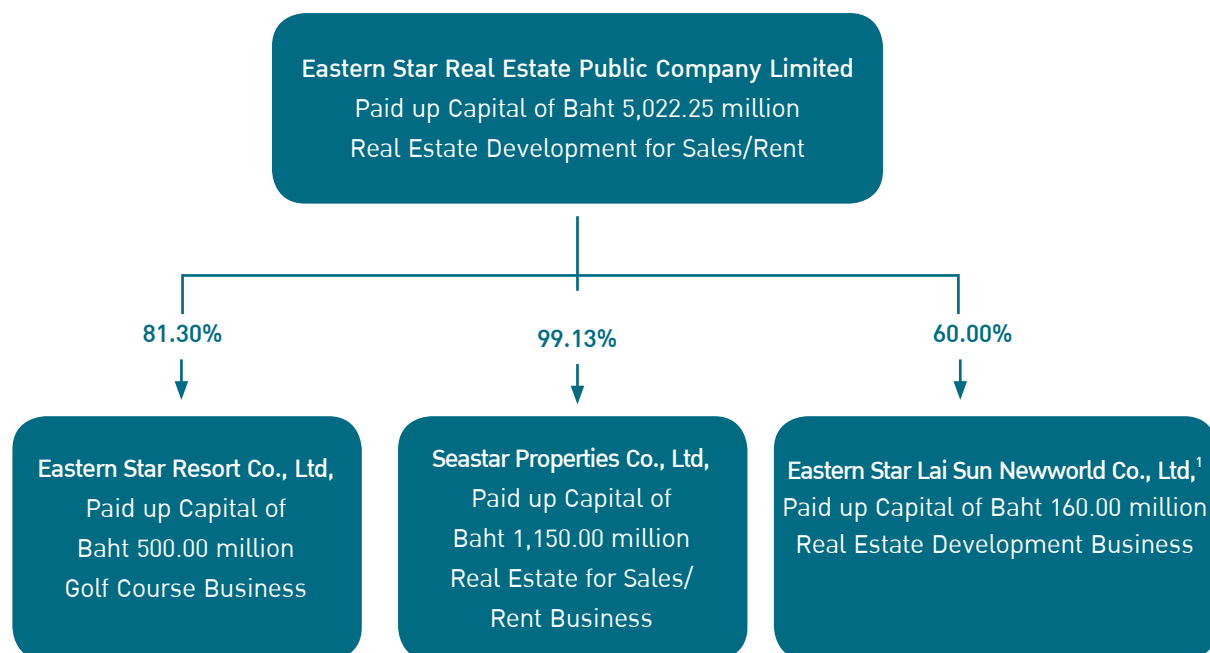 Eastern Star Real Estate Public Company Limited
Paid up Capital of Baht 5,022.25 million
Real Estate Development for Sales/Rent
81.30%
99.13%
60.00%
Eastern Star Resort Co., Ltd,
Paid up Capital of
Baht 500.00 million
Golf Course Business
Seastar Properties Co., Ltd,
Paid up Capital of
Baht 1,150.00 million
Real Estate for Sales/
Rent Business
Eastern Star Lai Sun Newworld Co., Ltd,¹
Paid up Capital of Baht 160.00 million
Real Estate Development Business